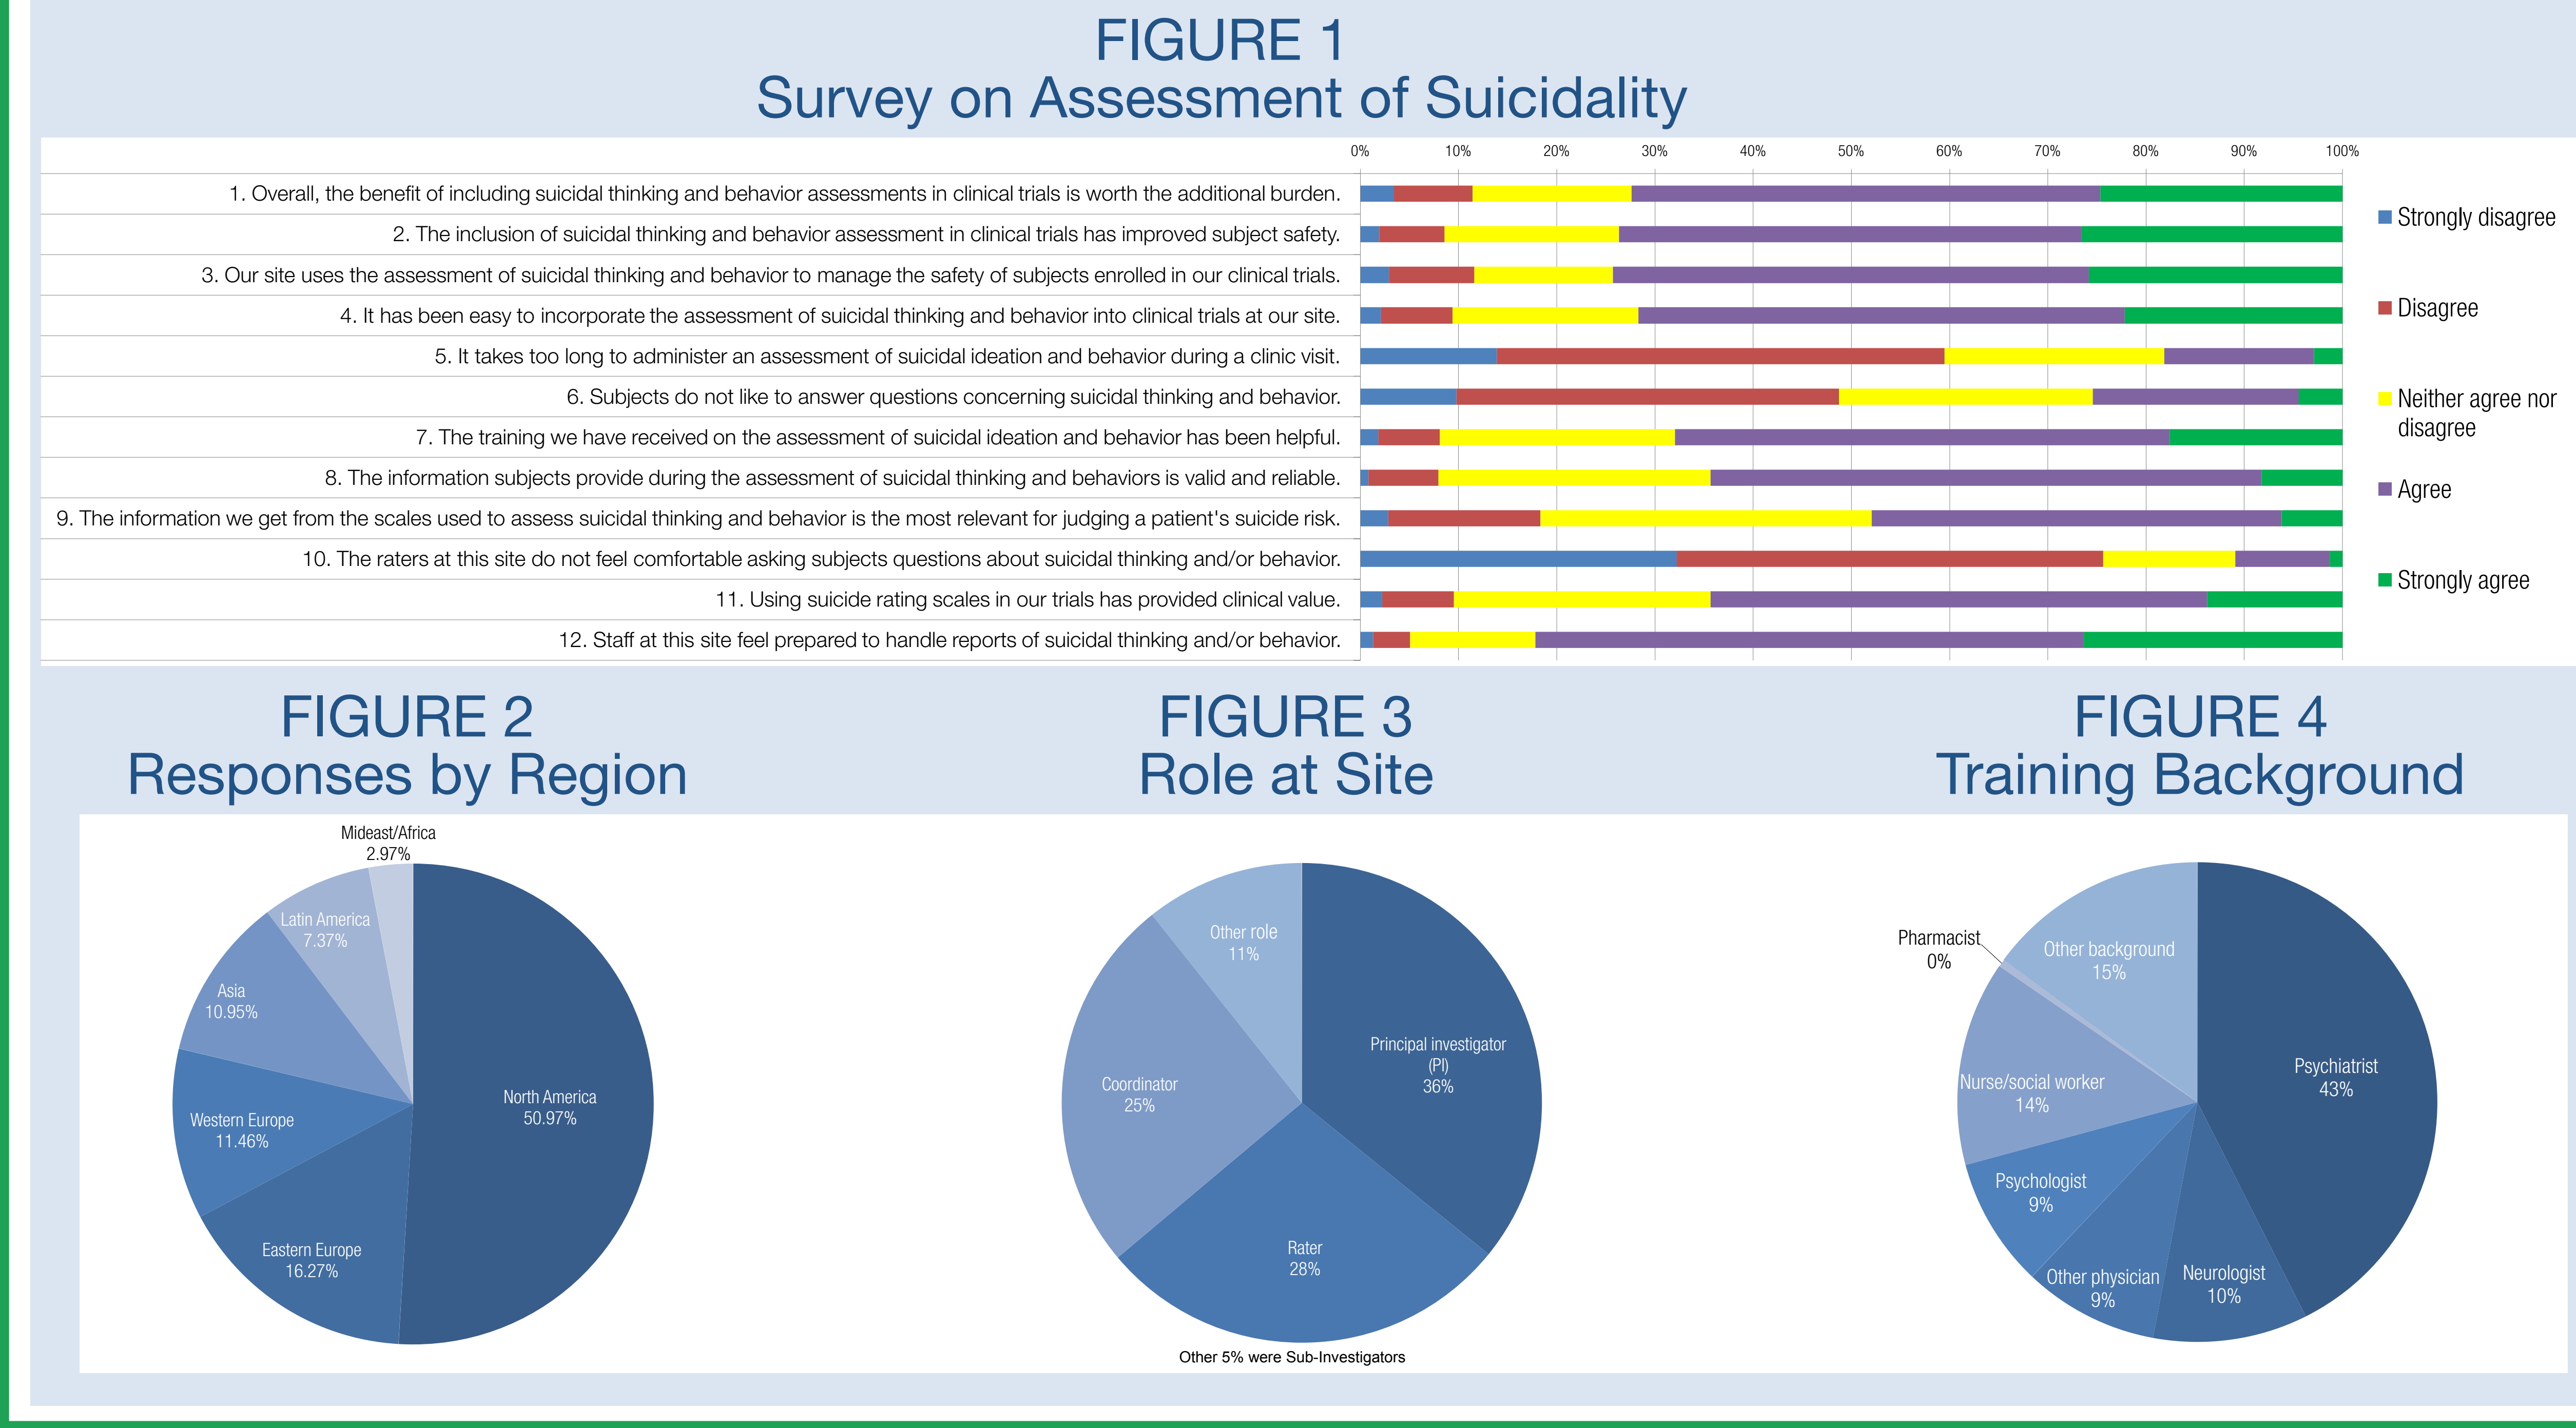 FIGURE 1
Survey on Assessment of Suicidality
0% 10% 20% 30% 40% 50% 60% 70% 80% 90% 100%
1. Overall, the benefit of including suicidal thinking and behavior assessments in clinical trials is worth the additional burden.
2. The inclusion of suicidal thinking and behavior assessment in clinical trials has improved subject safety.
3. Our site uses the assessment of suicidal thinking and behavior to manage the safety of subjects enrolled in our clinical trials.
4. It has been easy to incorporate the assessment of suicidal thinking and behavior into clinical trials at our site.
5. It takes too long to administer an assessment of suicidal ideation and behavior during a clinic visit.
6. Subjects do not like to answer questions concerning suicidal thinking and behavior.
7. The training we have received on the assessment of suicidal ideation and behavior has been helpful.
8. The information subjects provide during the assessment of suicidal thinking and behaviors is valid and reliable.
9. The information we get from the scales used to assess suicidal thinking and behavior is the most relevant for judging a patient's suicide risk.
10. The raters at this site do not feel comfortable asking subjects questions about suicidal thinking and/or behavior.
11. Using suicide rating scales in our trials has provided clinical value.
12. Staff at this site feel prepared to handle reports of suicidal thinking and/or behavior.
Strongly disagree
Disagree
Neither agree nor
disagree
Agree
Strongly agree
FIGURE 2
Responses by Region
Mideast/Africa
2.97%
Latin America
7.37%
Asia
10.95%
Western Europe
11.46%
Eastern Europe
16.27%
North America
50.97%
FIGURE 3
Role at Site
Other role
11%
Principal investigator
(PI)
36%
Coordinator
25%
Rater
28%
Other 5% were Sub-Investigators
FIGURE 4
Training Background
Pharmacist
0%
Other background
15%
Psychiatrist
43%
Nurse/social worker
14%
Psychologist
9%
Other physician
9%
Neurologist
10%